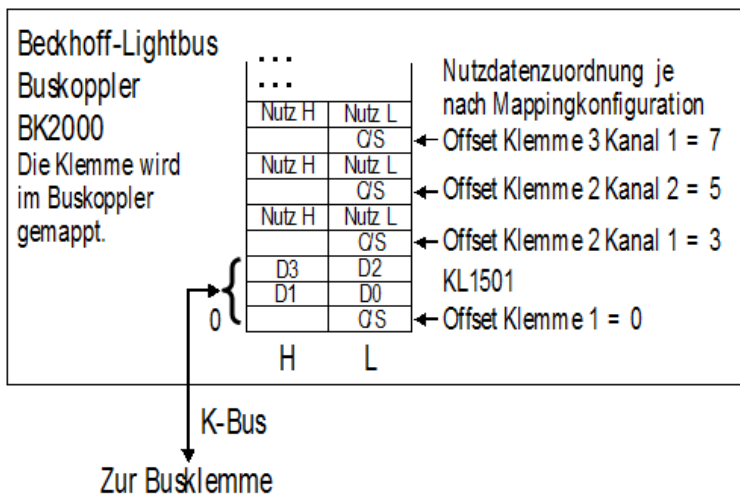 Beckhoff-Lightbus
Buskoppler
BK2000
Die Klemme wird
im Buskoppler
gemappt.
...
...
Nutzdatenzuordnung je
nach Mappingkonfiguration
Nutz H Nutz L
C/S Offset Klemme 3 Kanal 1 = 7
Nutz H Nutz L
C/S Offset Klemme 2 Kanal 2 = 5
Nutz H Nutz L
C/S Offset Klemme 2 Kanal 1 = 3
D3 D2 KL1501
D1 D0
0 C/S Offset Klemme 1 = 0
H L
K-Bus
Zur Busklemme